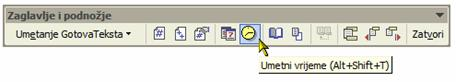 Zaglavlje i podnožje
Umetanje GotovaTeksta
Zatvori
Umetni vrijeme (Alt+Shift+T)